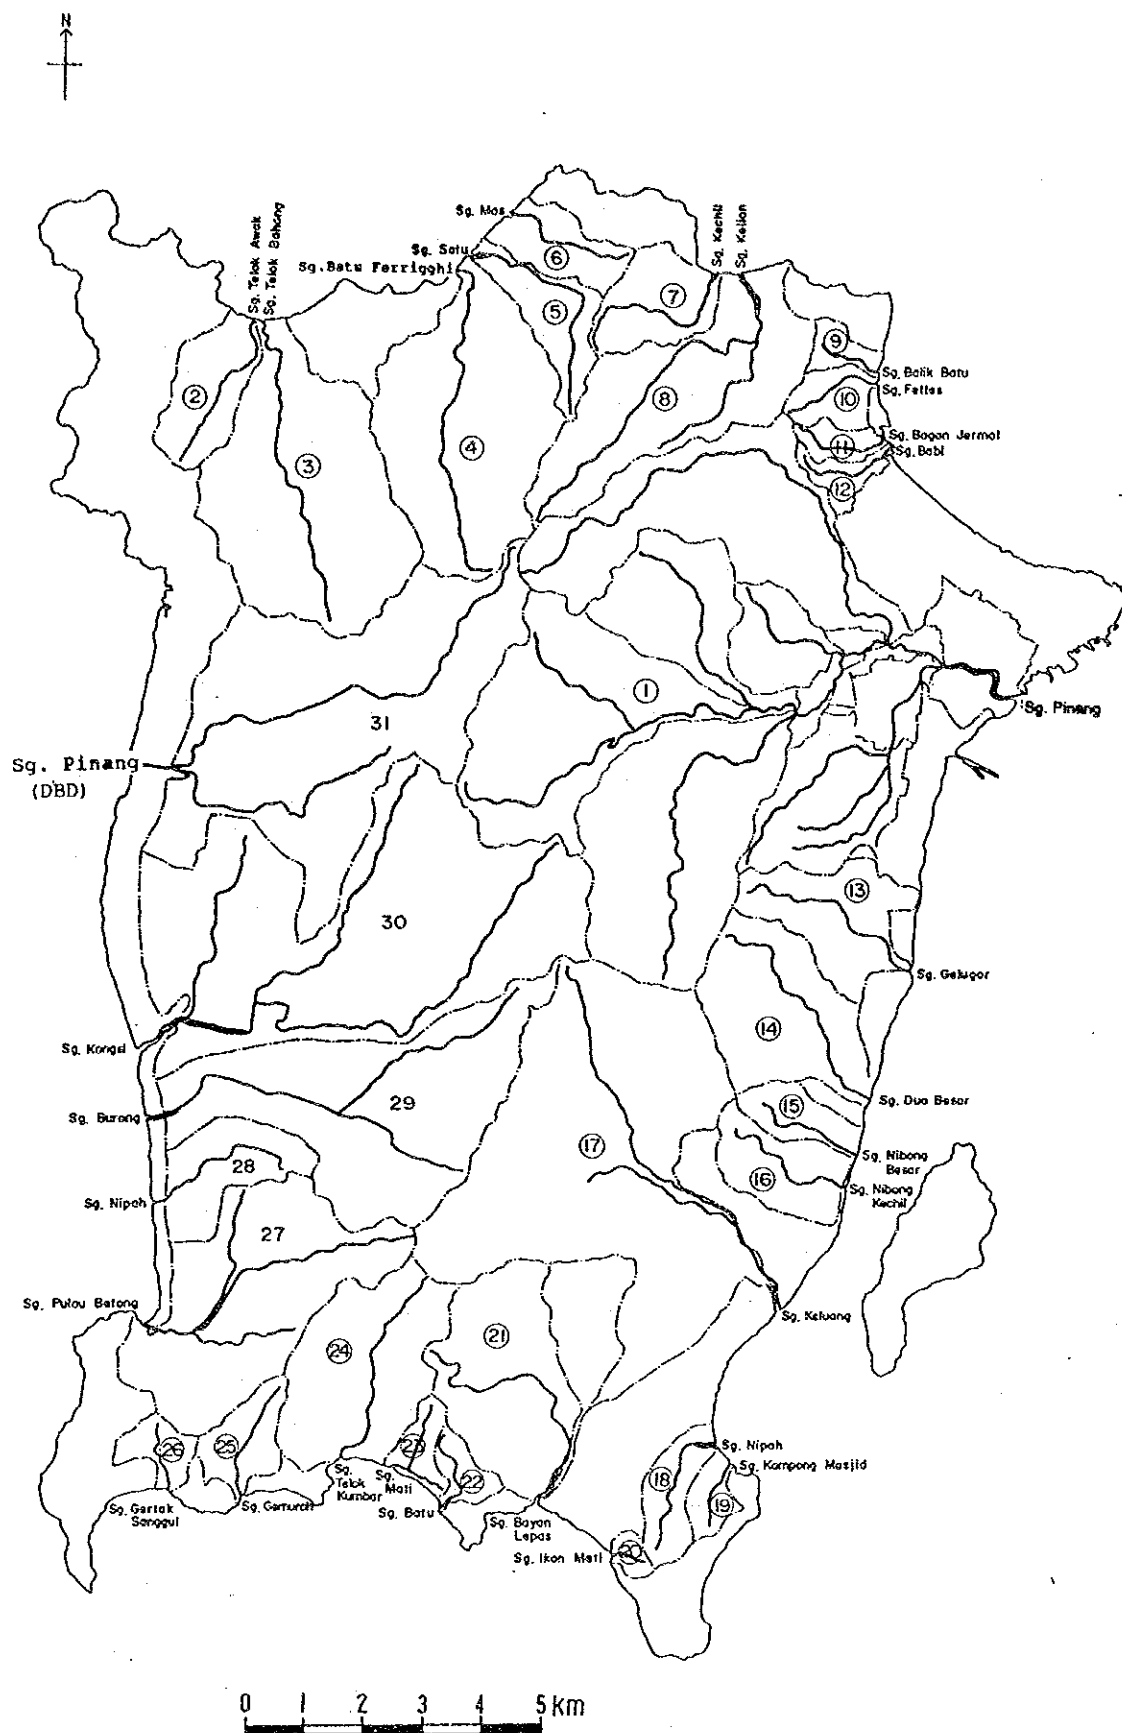 N
Sg. Telok Awak
Sg. Telok Bahang
Sg. Mas
Sg. Satu
Sg. Batu Ferrigghi
Sg. Kechil
Sg. Kelian
6
7
5
9
Sg. Balik Batu
Sg. Fettes
2
10
8
Sg. Bagan Jermal
11
Sg. Babi
4
3
12
1
Sg. Pinang
31
Sg. Pinang
(DBD)
13
30
Sg. Gelugor
14
Sg. Kongsi
Sg. Dua Besar
29
15
Sg. Burong
17
Sg. Nibong
Besar
28
16
Sg. Nibong
Kechil
Sg. Nipah
27
Sg. Pulou Betong
Sg. Keluang
21
24
26
25
23
Sg. Nipah
Sg. Kampong Masjid
18
22
19
Sg. Gertak
Sanggul
Sg. Gemuroh
Sg.
Telok
Kumbar
Sg.
Mati
Sg. Batu
Sg. Bayan
Lepas
Sg. Ikan Mati
20
0 1 2 3 4 5 km